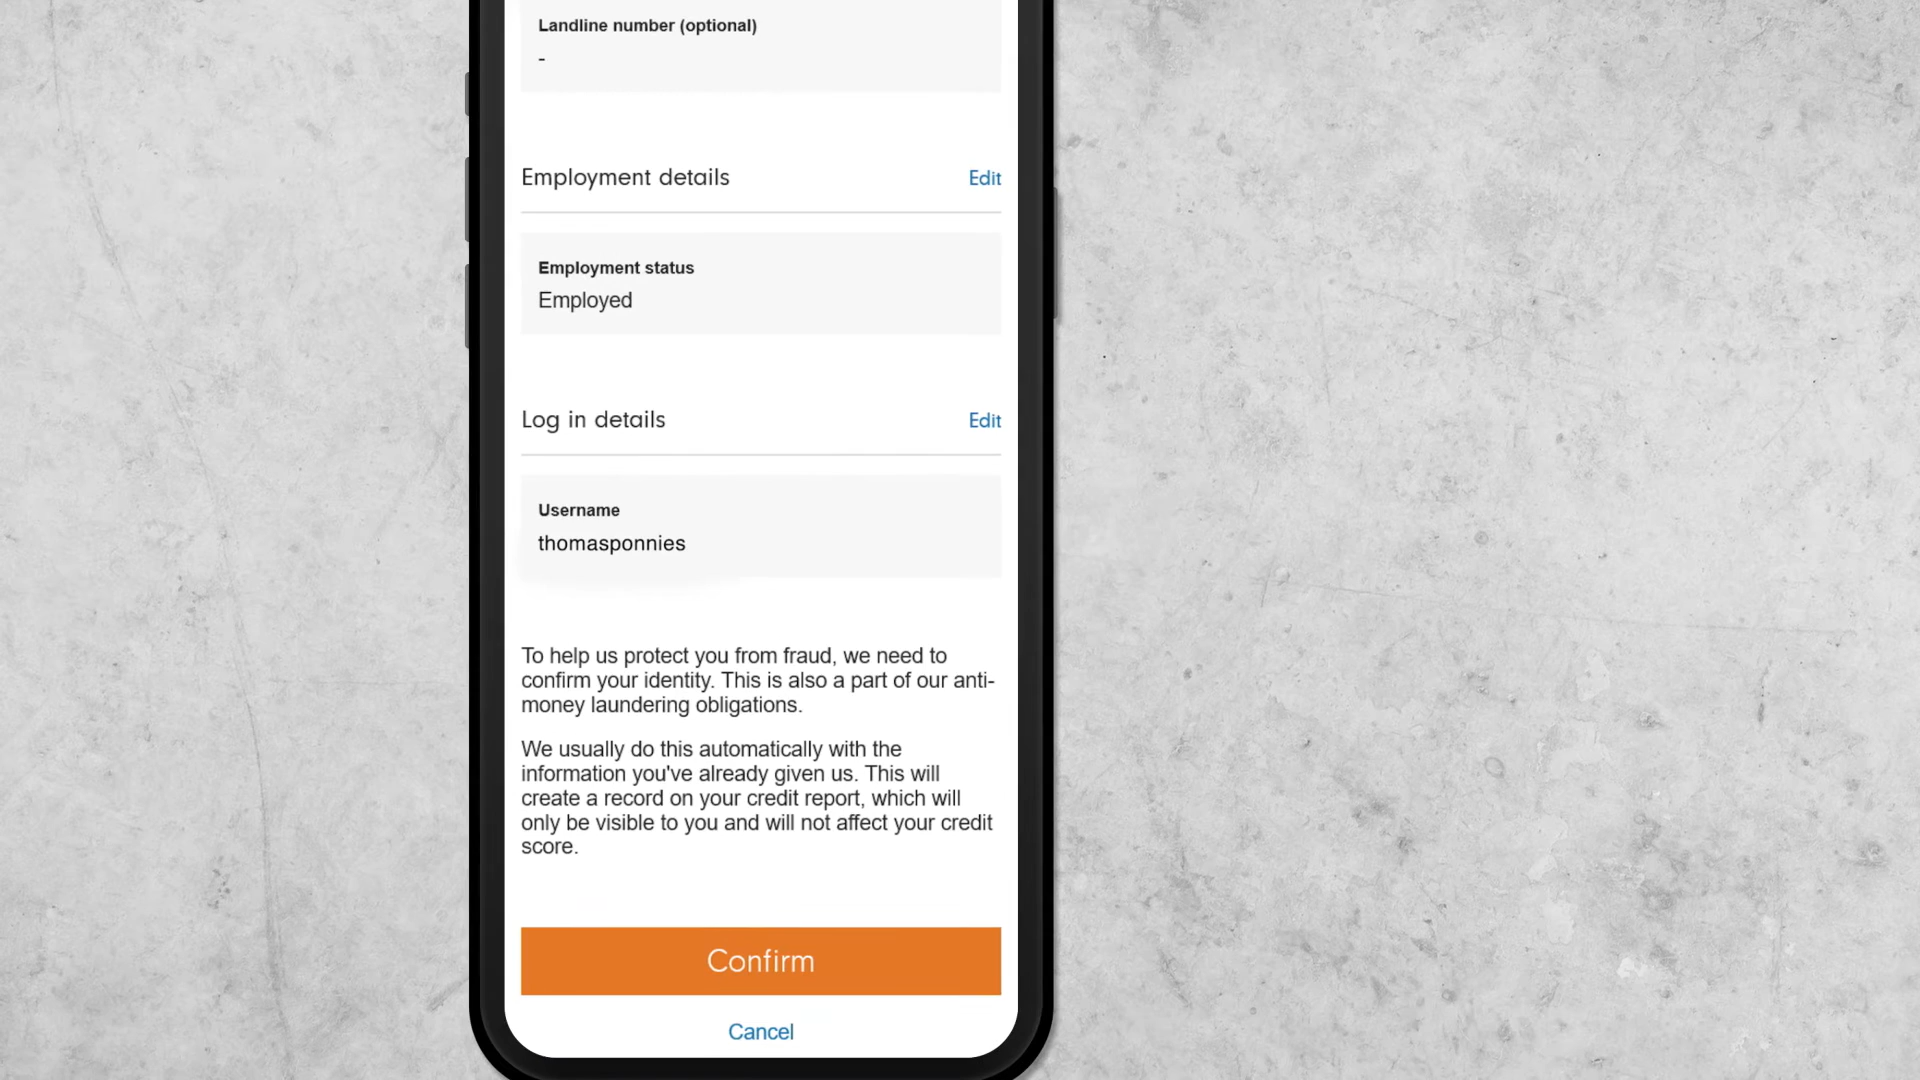 Landline number (optional)
-
Employment details
Edit
Employment status
Employed
Log in details
Edit
Username
thomasponnies
To help us protect you from fraud, we need to
confirm your identity. This is also a part of our anti-
money laundering obligations.
We usually do this automatically with the
information you've already given us. This will
create a record on your credit report, which will
only be visible to you and will not affect your credit
score.
Confirm
Cancel